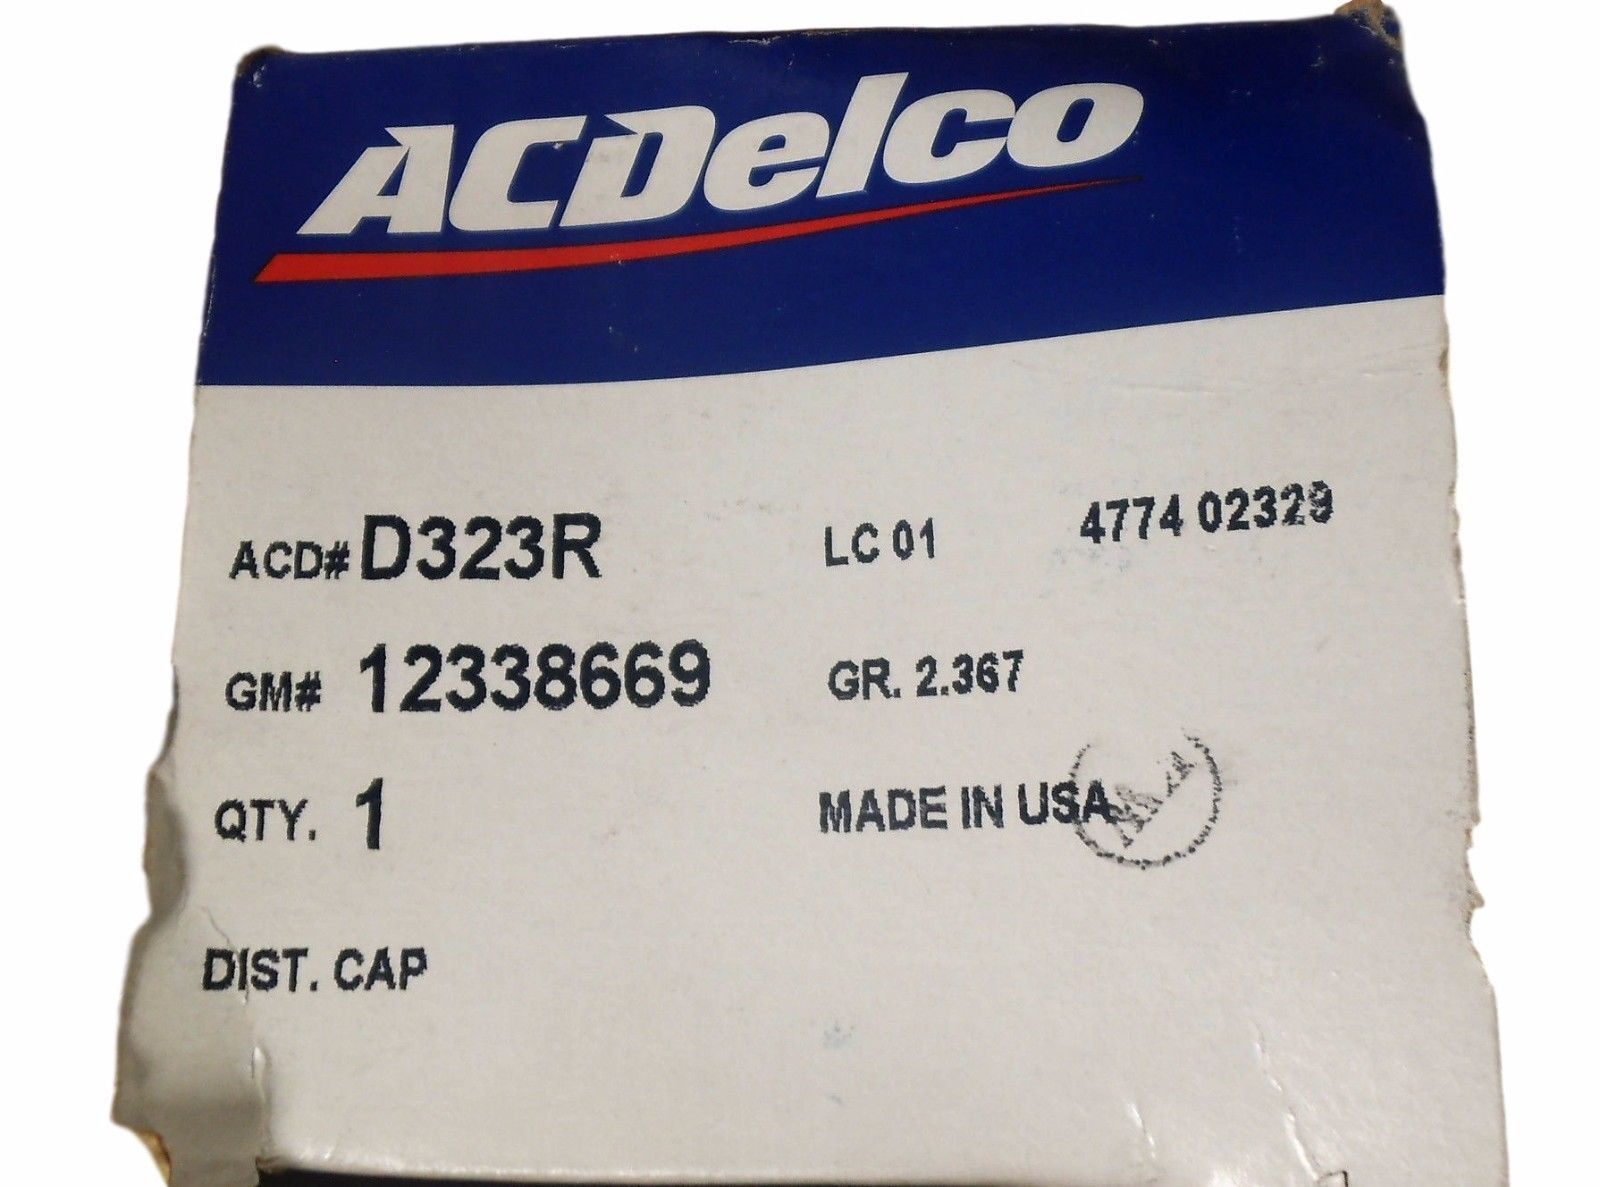 ACDelco
ACD# D323R LC 01 4774 02329
GM# 12338669 GR. 2.367
QTY. 1 MADE IN USA
DIST. CAP